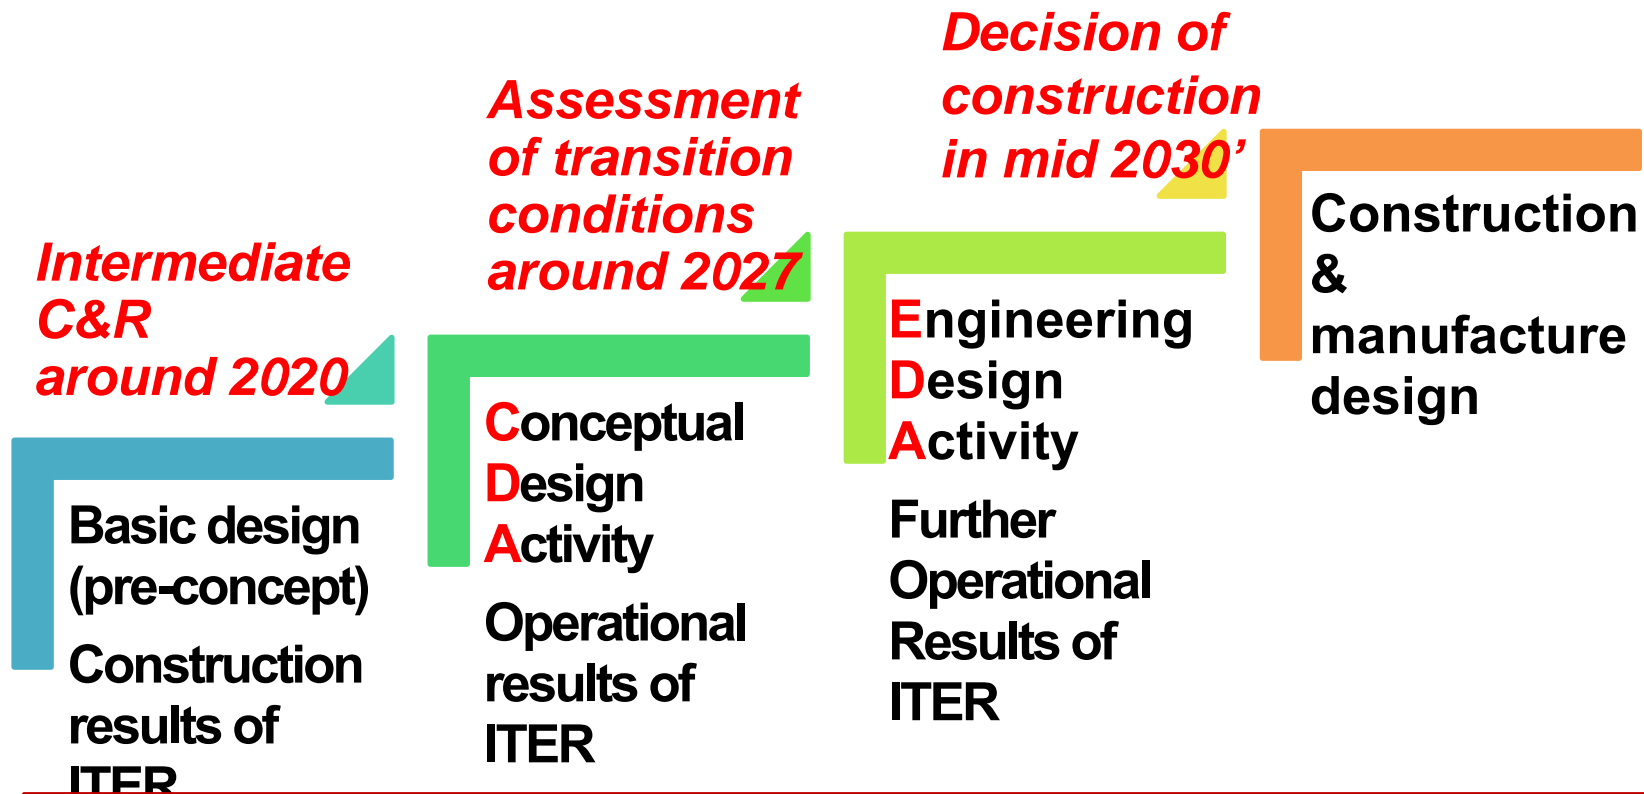 Intermediate
C&R
around 2020
Basic design
(pre-concept)
Construction
results of
ITER
Assessment
of transition
conditions
around 2027
Conceptual
Design
Activity
Operational
results of
ITER
Decision of
construction
in mid 2030’
Engineering
Design
Activity
Further
Operational
Results of
ITER
Construction
&
manufacture
design